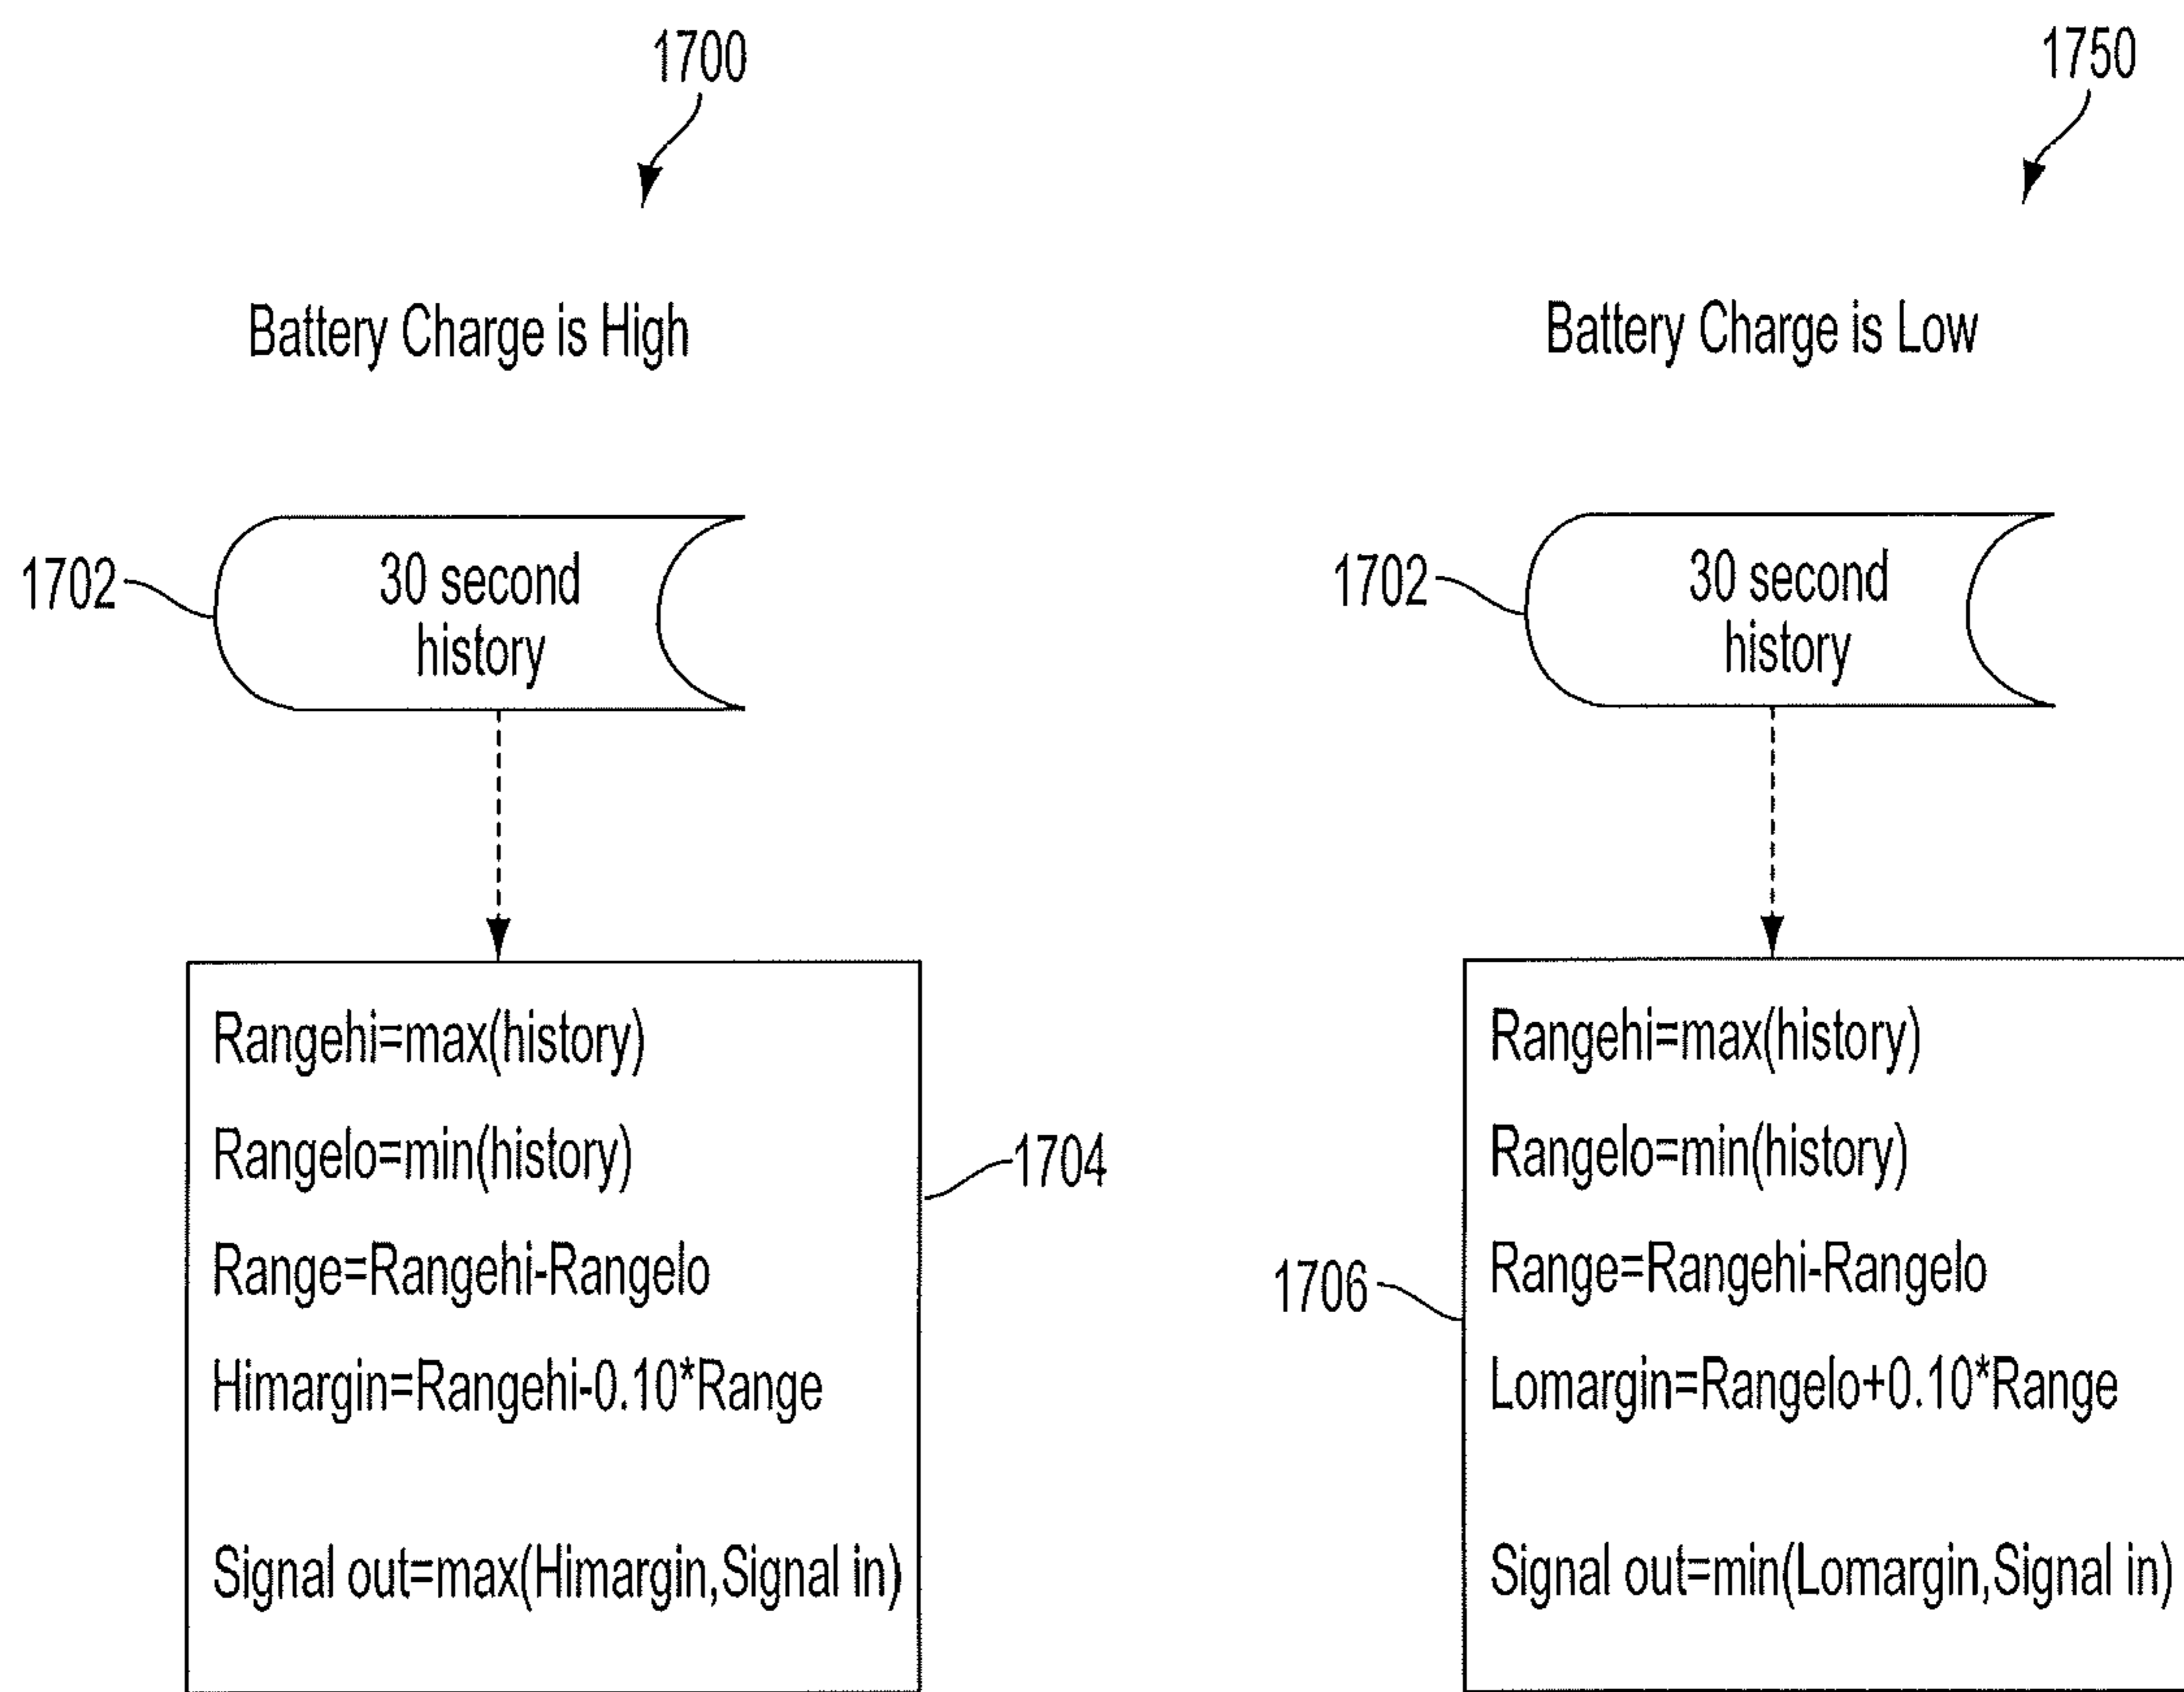 1700
Battery Charge is High
1702
30 second
history
Rangehi=max(history)
Rangelo=min(history)
Range=Rangehi-Rangelo
Himargin=Rangehi-0.10*Range
Signal out=max(Himargin,Signal in)
1704
1750
Battery Charge is Low
1702
30 second
history
Rangehi=max(history)
Rangelo=min(history)
Range=Rangehi-Rangelo
Lomargin=Rangelo+0.10*Range
Signal out=min(Lomargin,Signal in)
1706